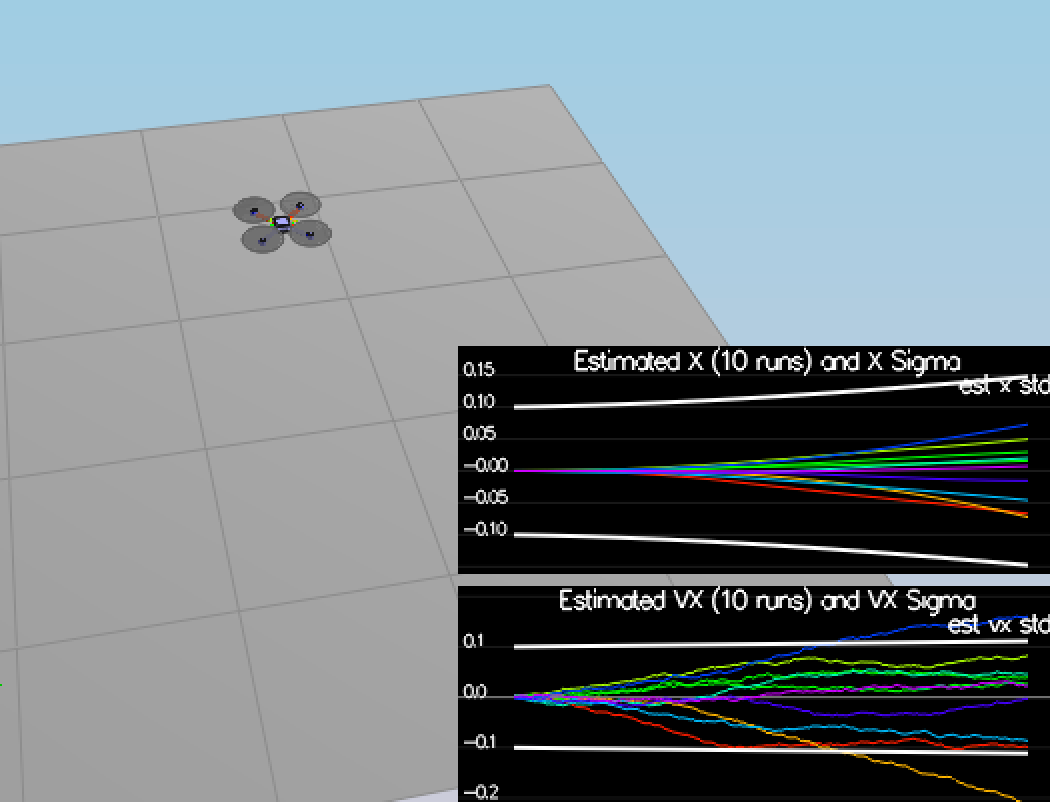 Estimated X (10 runs) and X Sigma
0.15
est x std
0.10
0.05
−0.00
−0.05
−0.10
Estimated VX (10 runs) and VX Sigma
est vx std
0.1
0.0
−0.1
−0.2